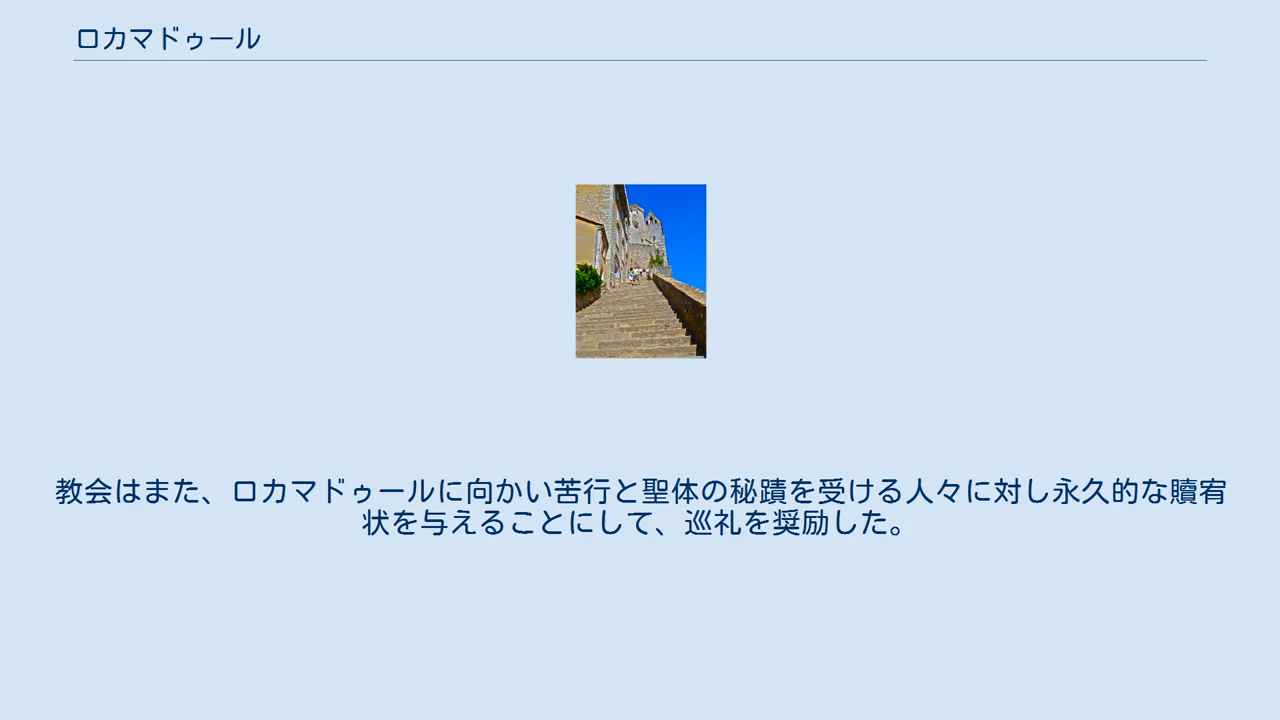 ロカマドゥール
教会はまた、ロカマドゥールに向かい苦行と聖体の秘蹟を受ける人々に対し永久的な贖宥
状を与えることにして、巡礼を奨励した。